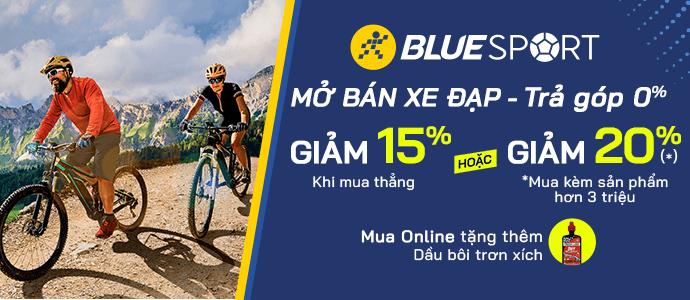 BLUESPORT
MỞ BÁN XE ĐẠP - Trả góp 0%
GIẢM 15% HOẶC GIẢM 20% (*)
Khi mua thẳng
*Mua kèm sản phẩm
hơn 3 triệu
Mua Online tặng thêm
Dầu bôi trơn xích